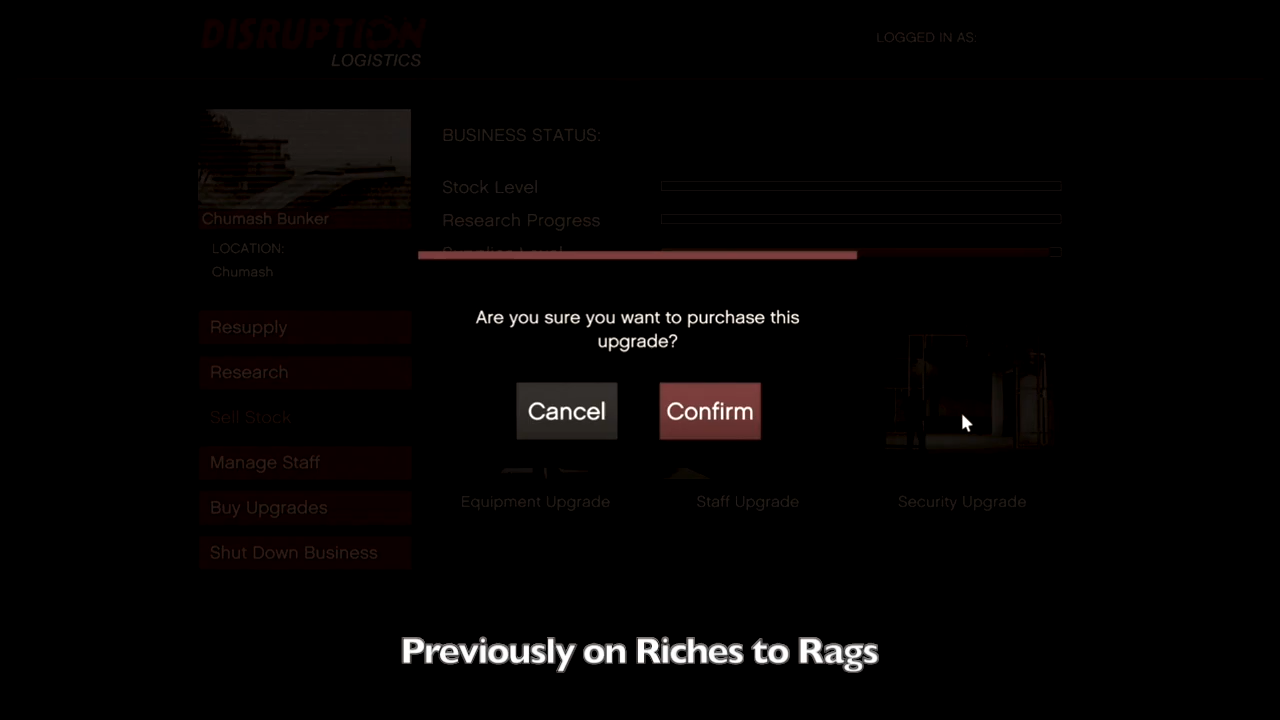 DISRUPTION
LOGISTICS
LOGGED IN AS:
Chumash Bunker
LOCATION:
Chumash
Resupply
Research
Sell Stock
Manage Staff
Buy Upgrades
Shut Down Business
BUSINESS STATUS:
Stock Level
Research Progress
Supplies Level
Are you sure you want to purchase this
upgrade?
Cancel
Confirm
Equipment Upgrade
Staff Upgrade
Security Upgrade
Previously on Riches to Rags